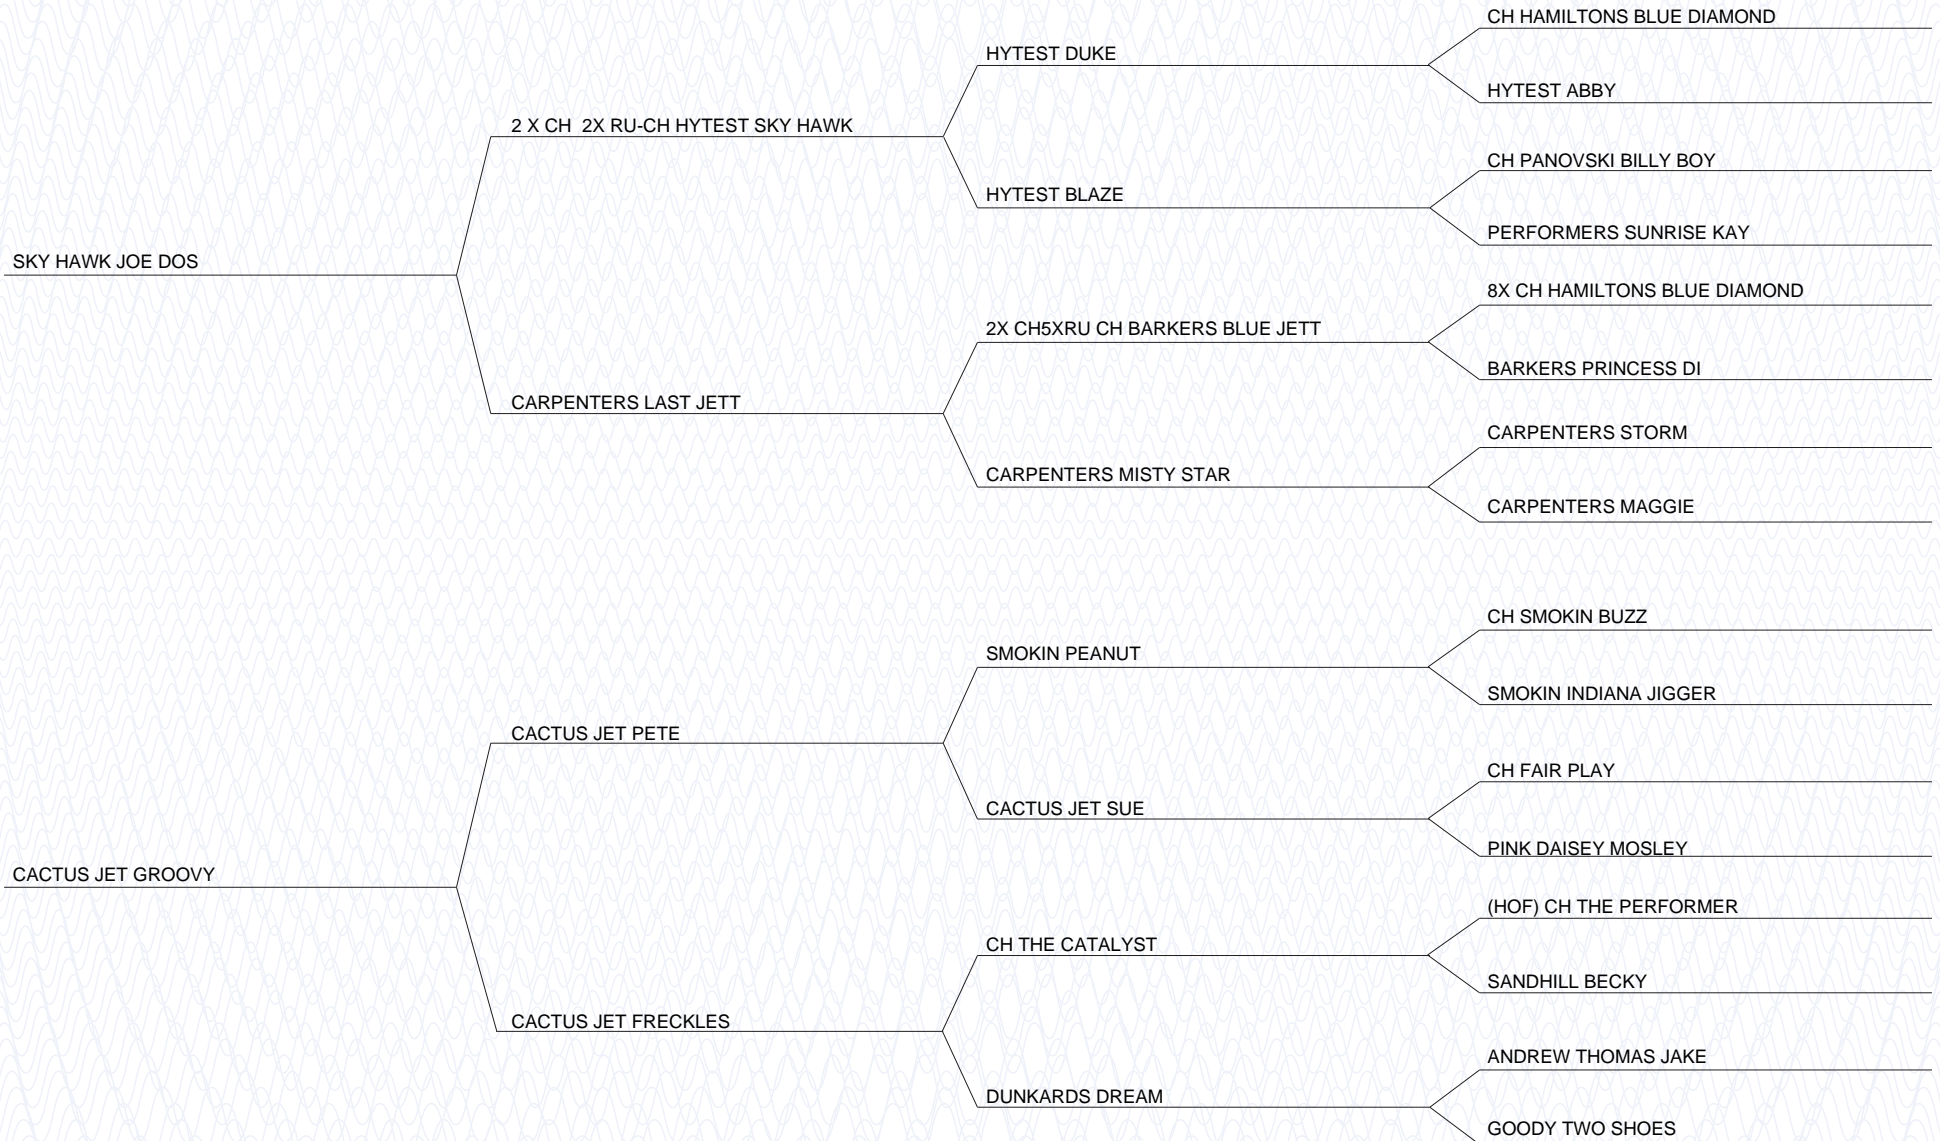 CH HAMILTONS BLUE DIAMOND
HYTEST DUKE
HYTEST ABBY
2 X CH  2X RU-CH HYTEST SKY HAWK
CH PANOVSKI BILLY BOY
HYTEST BLAZE
PERFORMERS SUNRISE KAY
SKY HAWK JOE DOS
8X CH HAMILTONS BLUE DIAMOND
2X CH5XRU CH BARKERS BLUE JETT
BARKERS PRINCESS DI
CARPENTERS LAST JETT
CARPENTERS STORM
CARPENTERS MISTY STAR
CARPENTERS MAGGIE
CH SMOKIN BUZZ
SMOKIN PEANUT
SMOKIN INDIANA JIGGER
CACTUS JET PETE
CH FAIR PLAY
CACTUS JET SUE
PINK DAISEY MOSLEY
CACTUS JET GROOVY
(HOF) CH THE PERFORMER
CH THE CATALYST
SANDHILL BECKY
CACTUS JET FRECKLES
ANDREW THOMAS JAKE
DUNKARDS DREAM
GOODY TWO SHOES